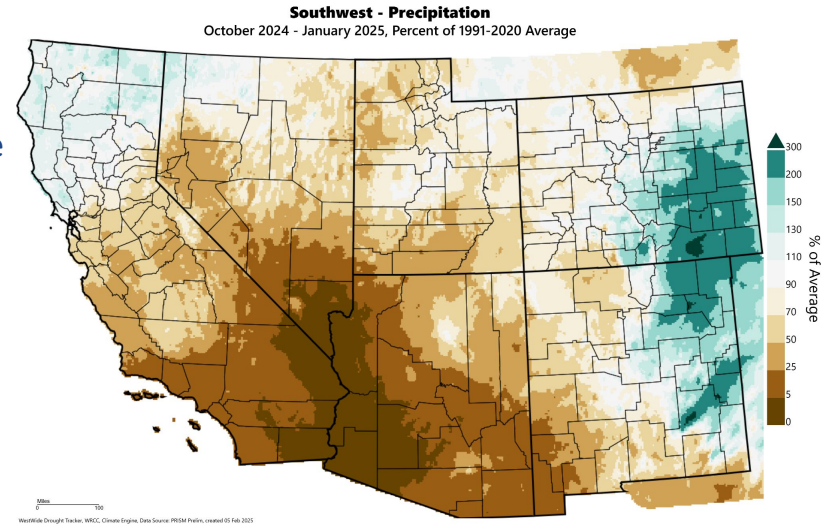 Southwest - Precipitation
October 2024 - January 2025, Percent of 1991-2020 Average
300
200
150
130
110
90
70
50
25
5
0
% of Average
Miles
0 100
WestWide Drought Tracker, WRCC, Climate Engine, Data Source: PRISM Prelim, created 05 Feb 2025